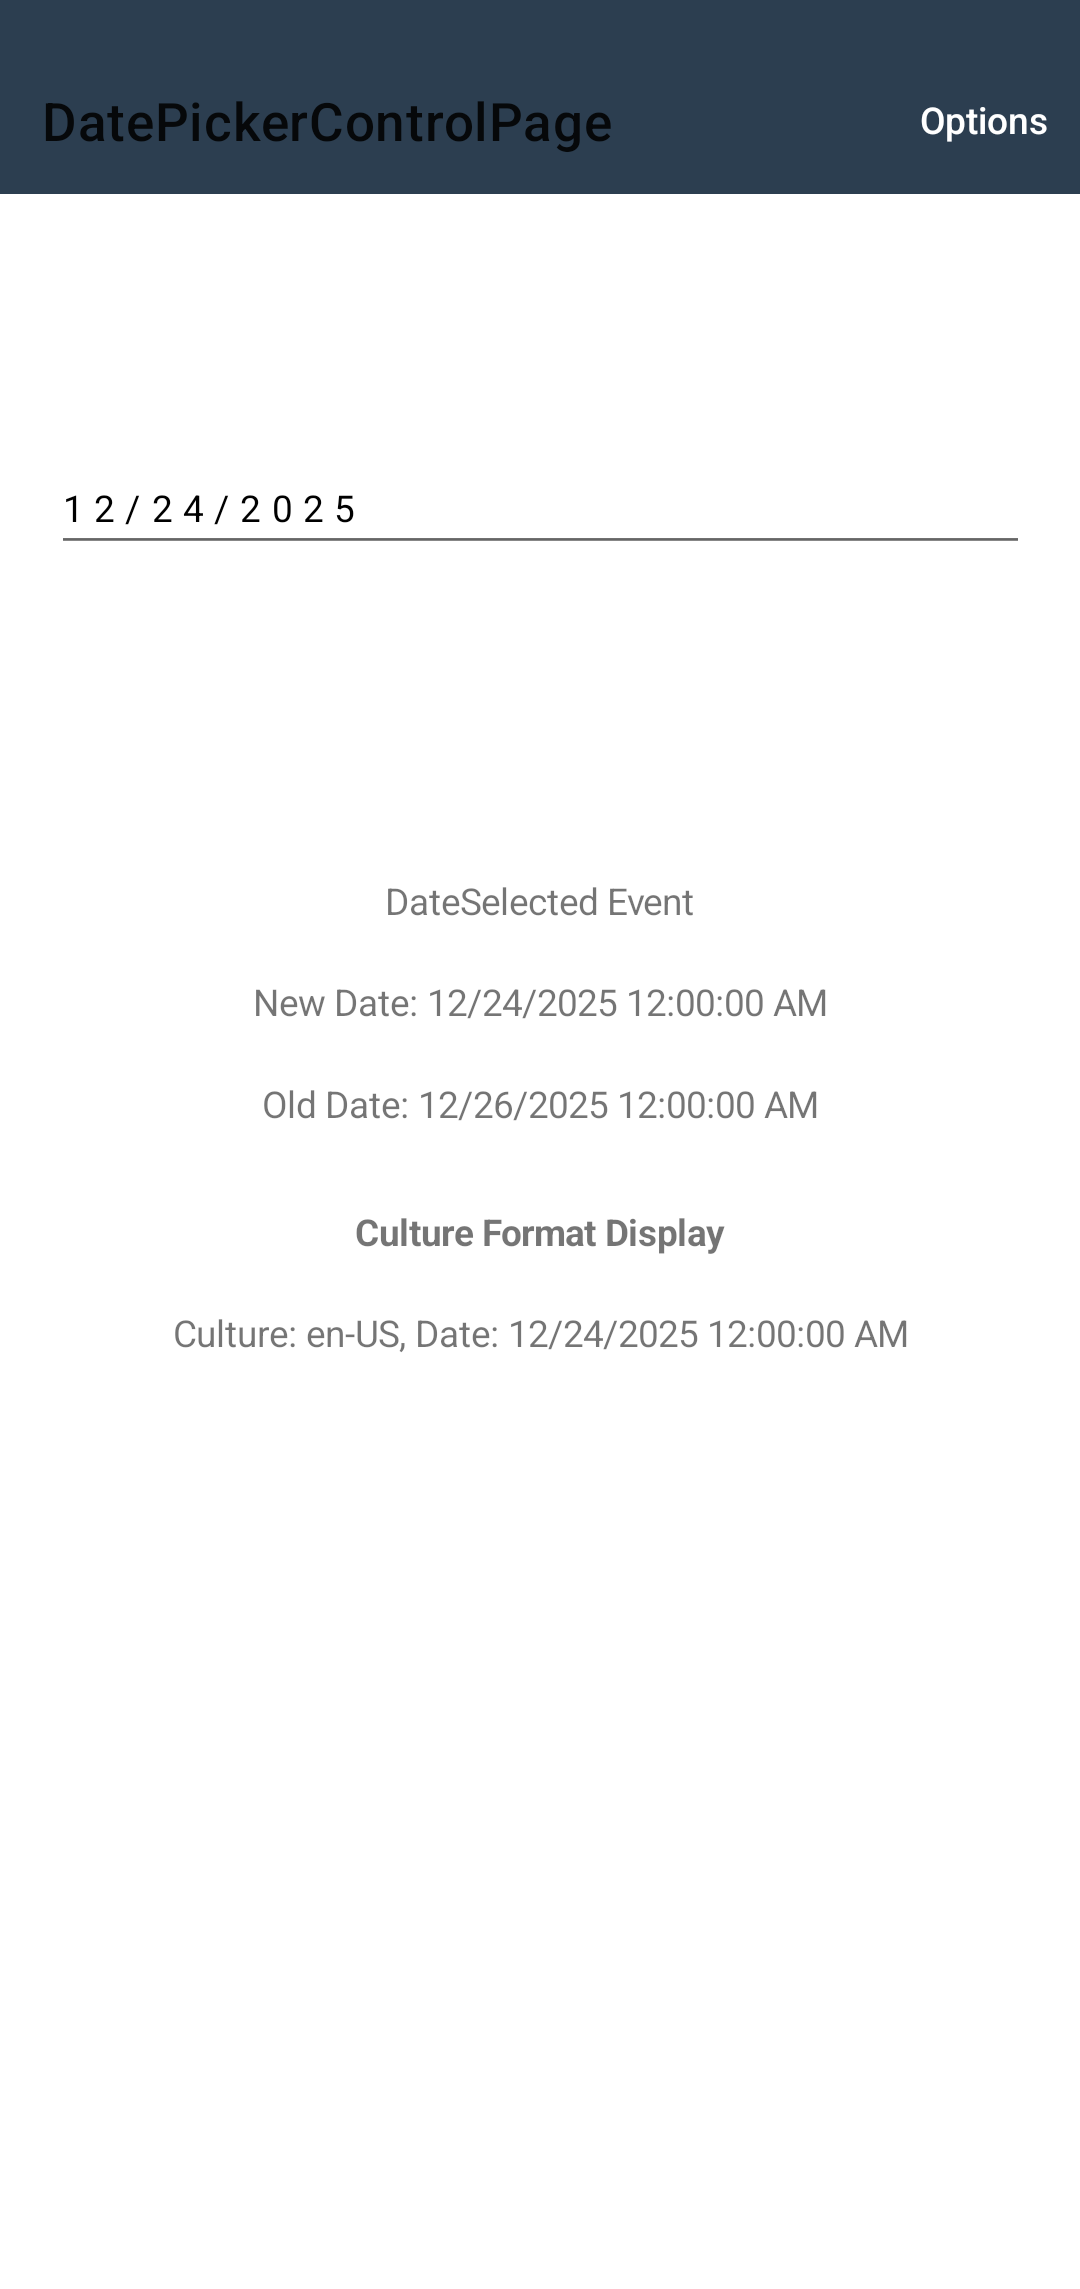 DatePickerControlPage
Options
12/24/2025
DateSelected Event
New Date: 12/24/2025 12:00:00 AM
Old Date: 12/26/2025 12:00:00 AM
Culture Format Display
Culture: en-US, Date: 12/24/2025 12:00:00 AM